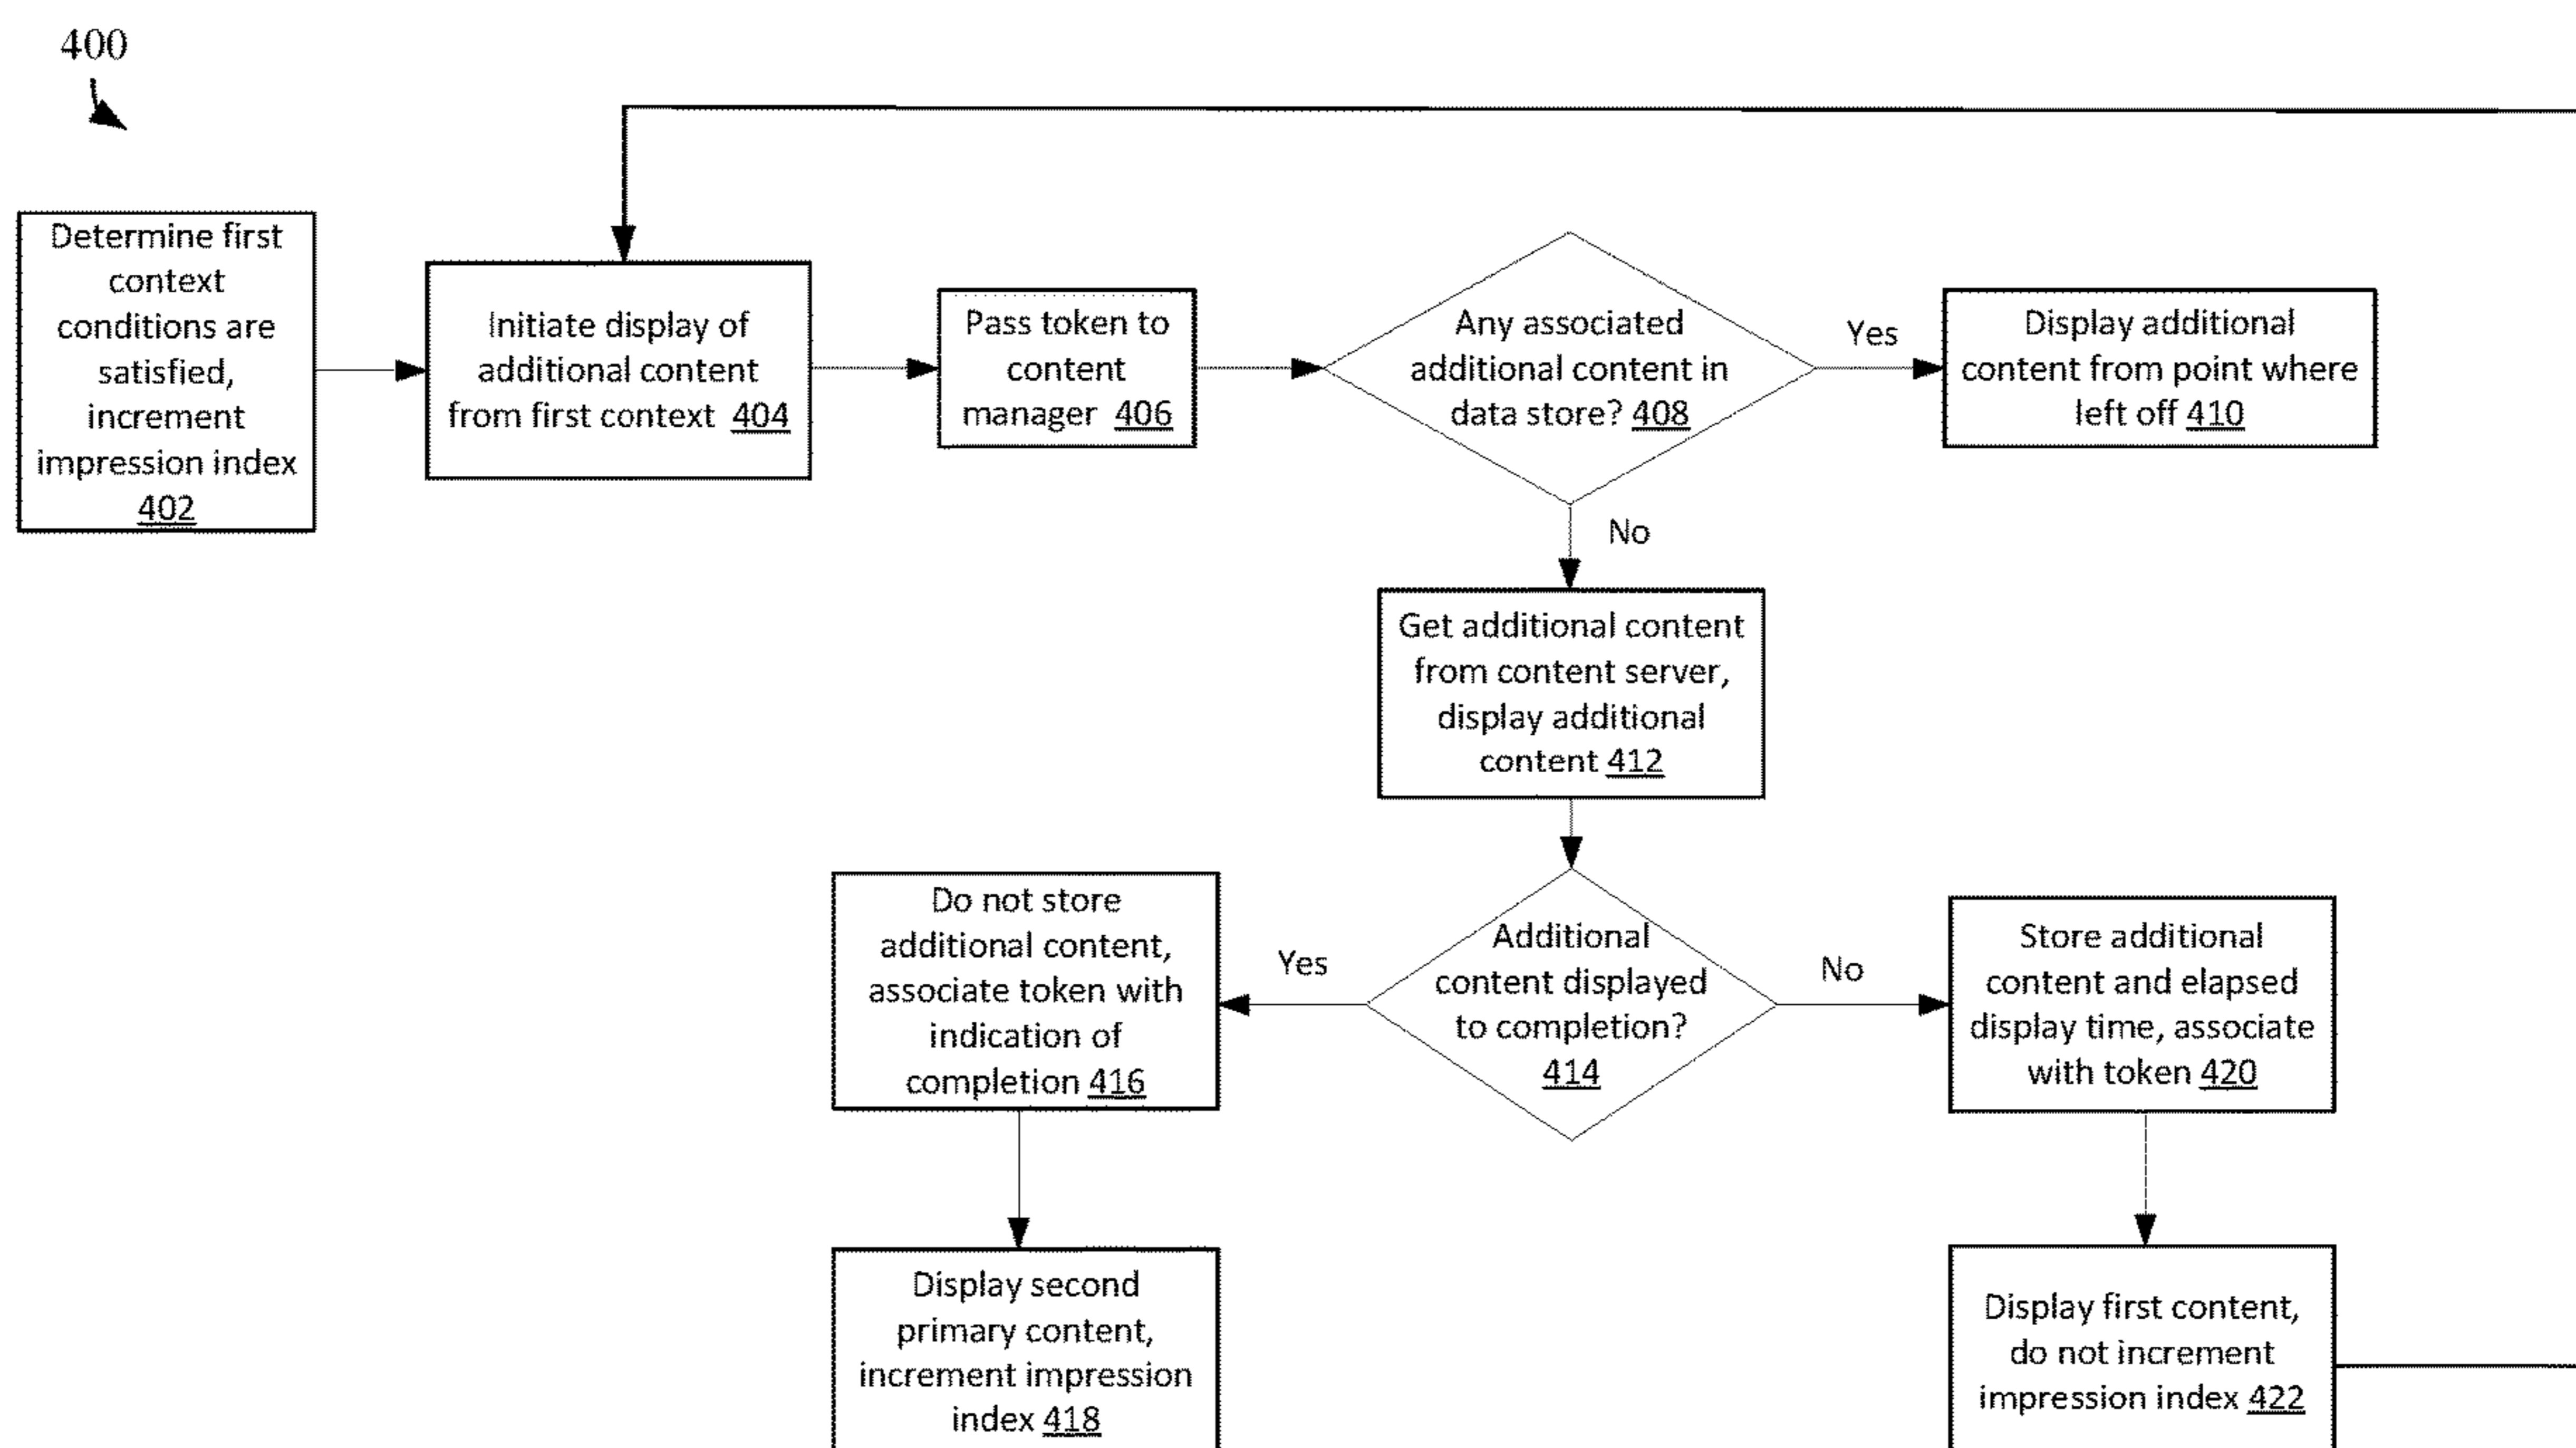 400
Determine first
context
conditions are
satisfied,
increment
impression index
402
Initiate display of
additional content
from first context 404
Pass token to
content
manager 406
Any associated
additional content in
data store? 408
Yes
Display additional
content from point where
left off 410
No
Get additional content
from content server,
display additional
content 412
Additional
content displayed
to completion?
414
Yes
Do not store
additional content,
associate token with
indication of
completion 416
Display second
primary content,
increment impression
index 418
No
Store additional
content and elapsed
display time, associate
with token 420
Display first content,
do not increment
impression index 422